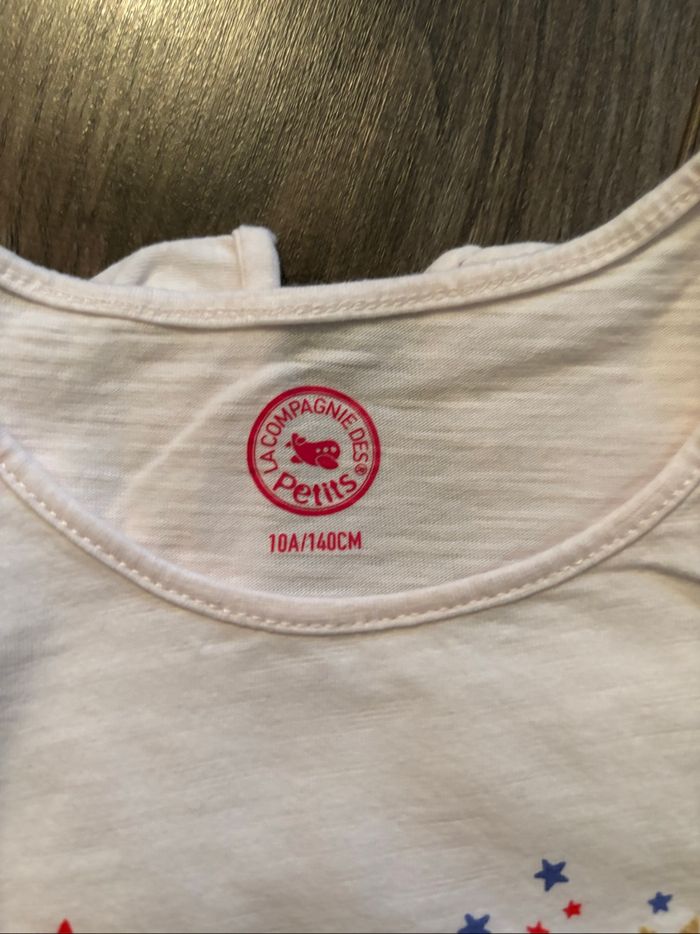 LA COMPAGNIE DES
Petits®
10A/140CM